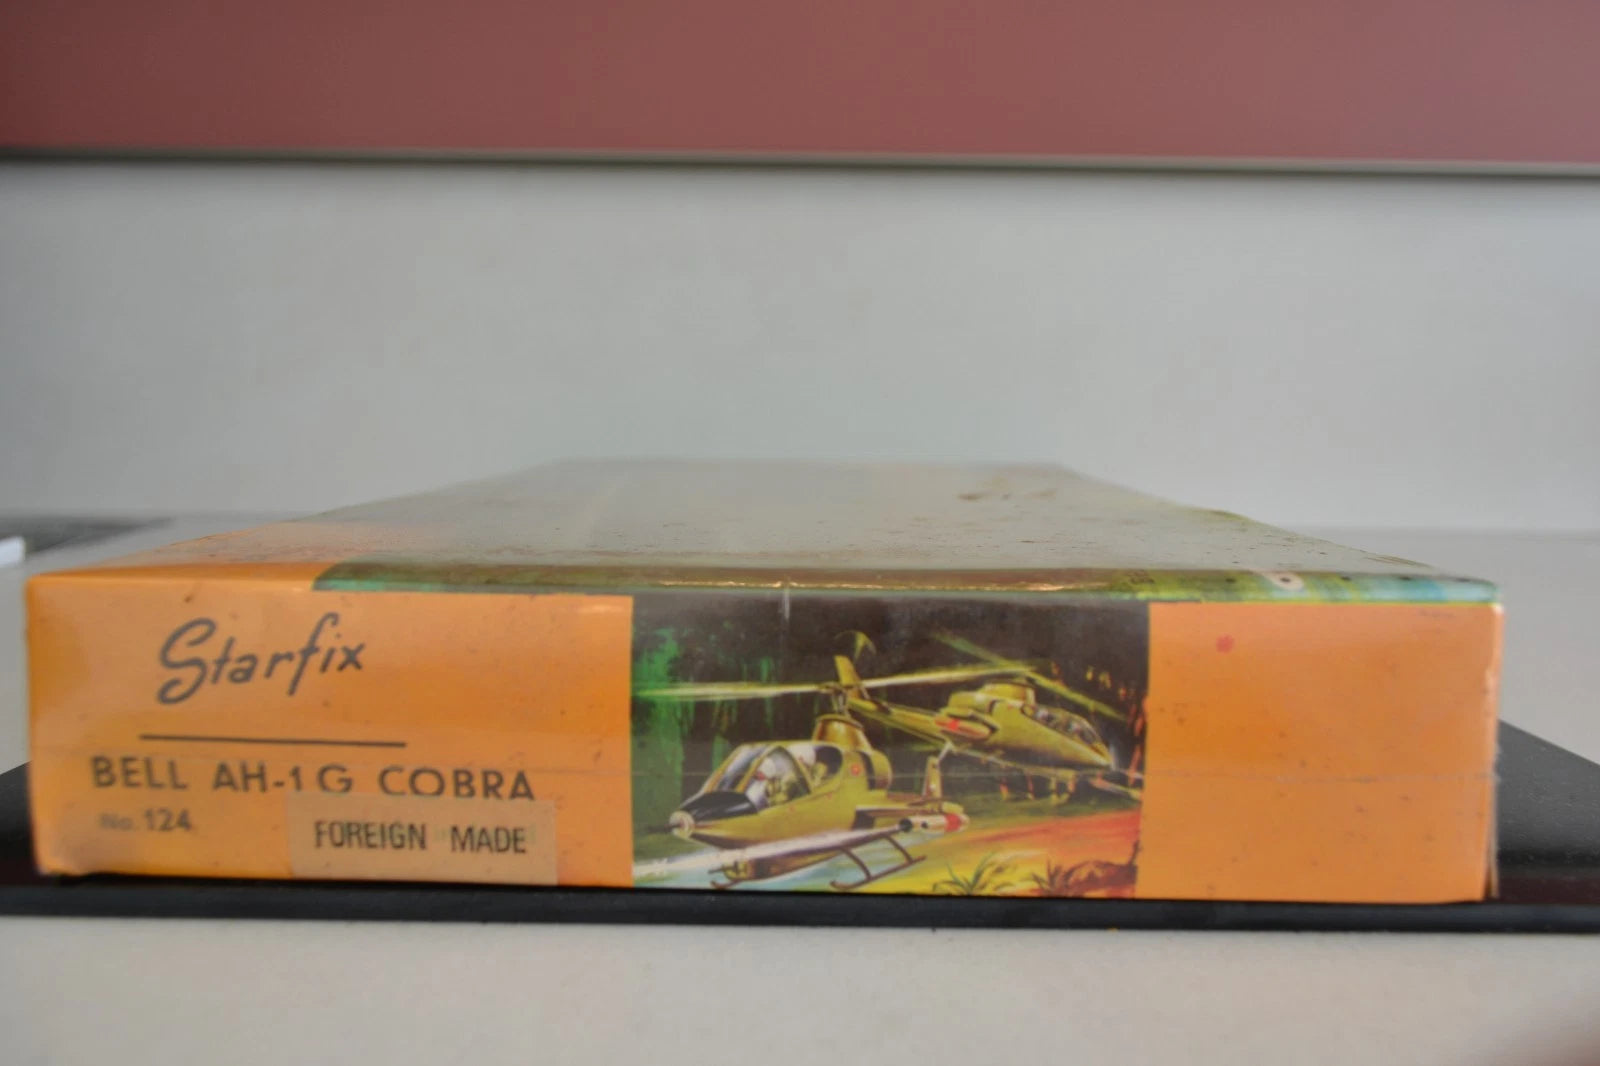 Starfix
BELL AH-1G COBRA
No. 124
FOREIGN MADE